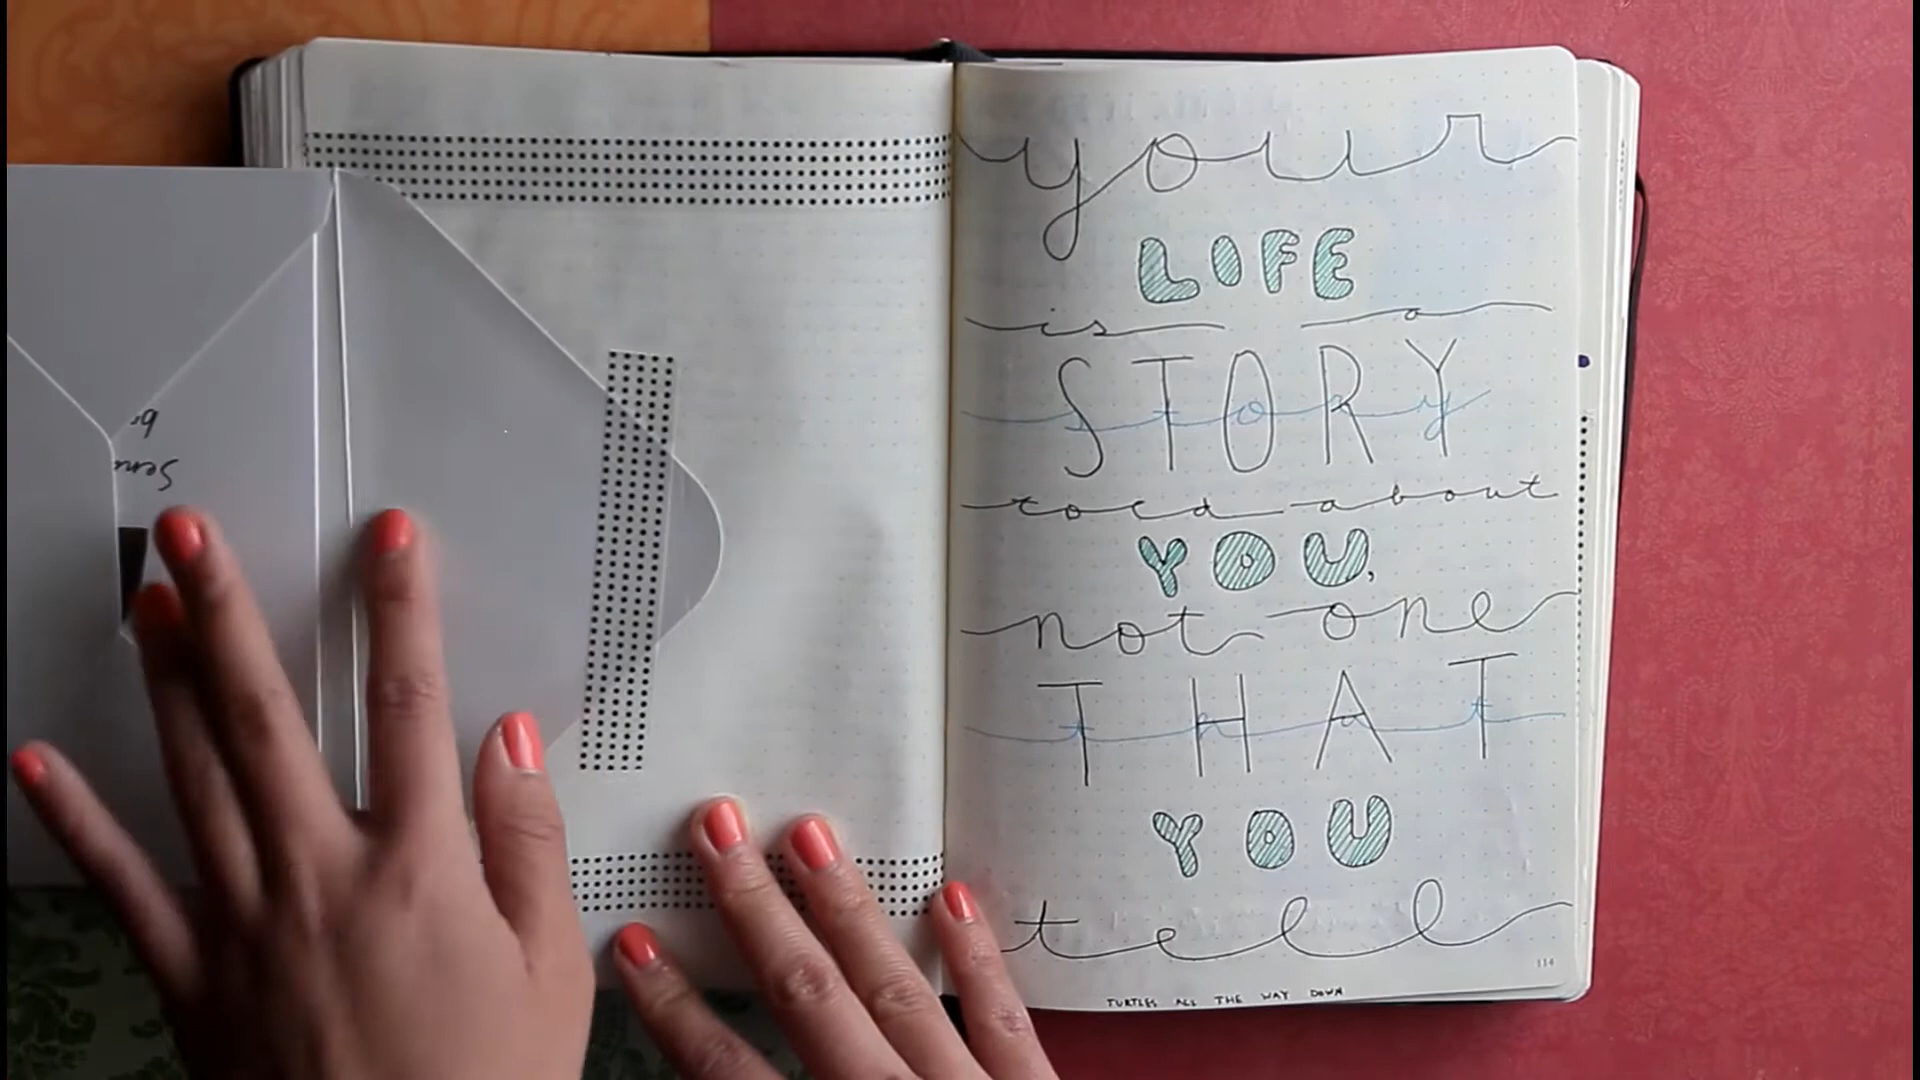 your
LIFE
is a
STORY
told about
YOU,
not one
THAT
YOU
tell
114
TURTLES ALL THE WAY DOWN